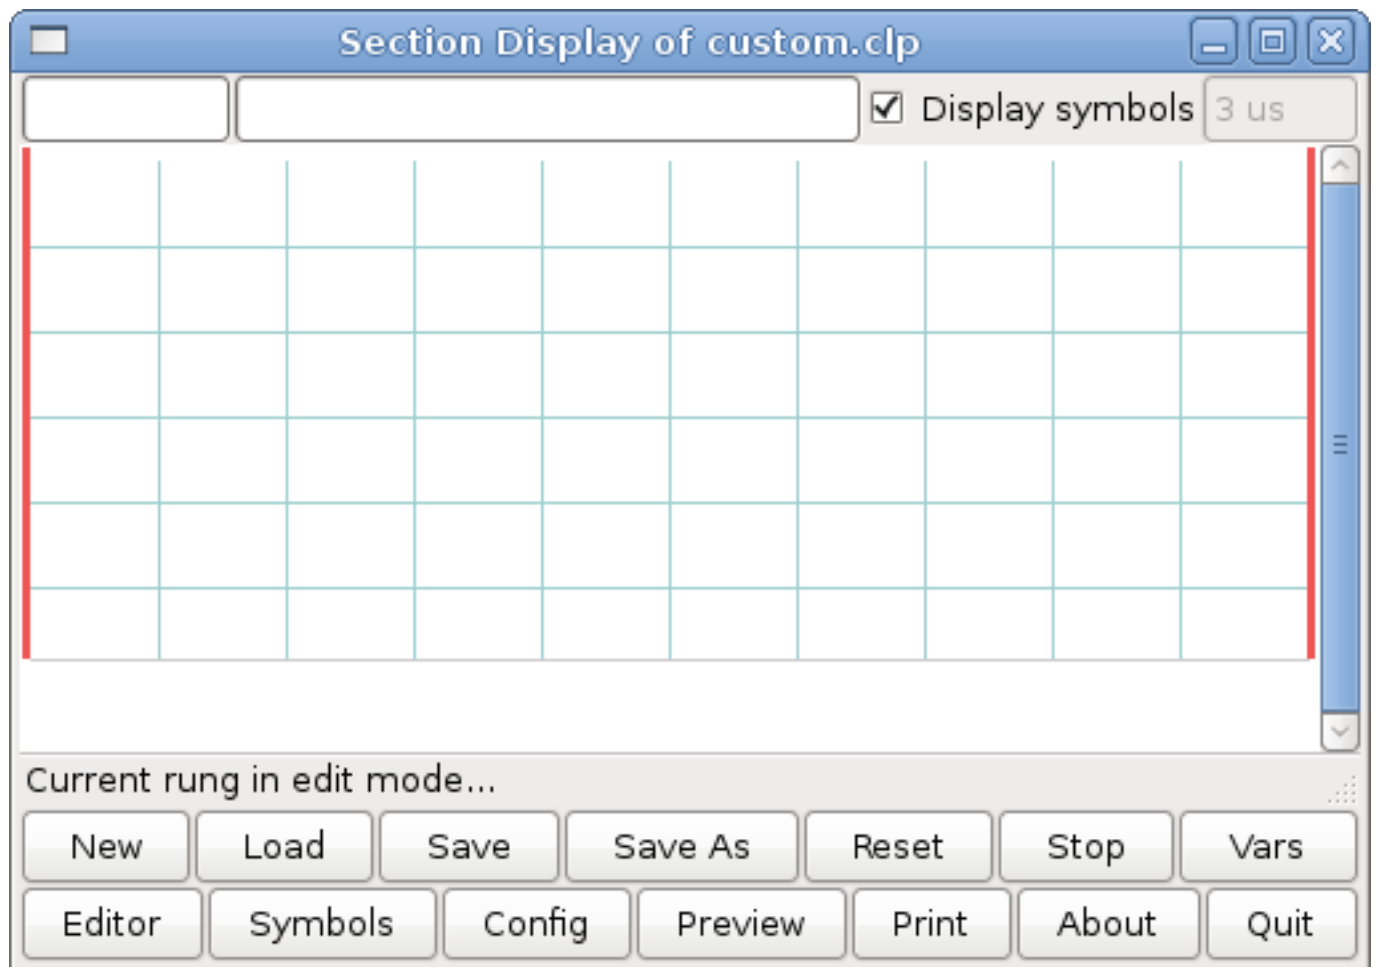 Section Display of custom.clp
Display symbols 3 us
Current rung in edit mode...
New Load Save Save As Reset Stop Vars
Editor Symbols Config Preview Print About Quit